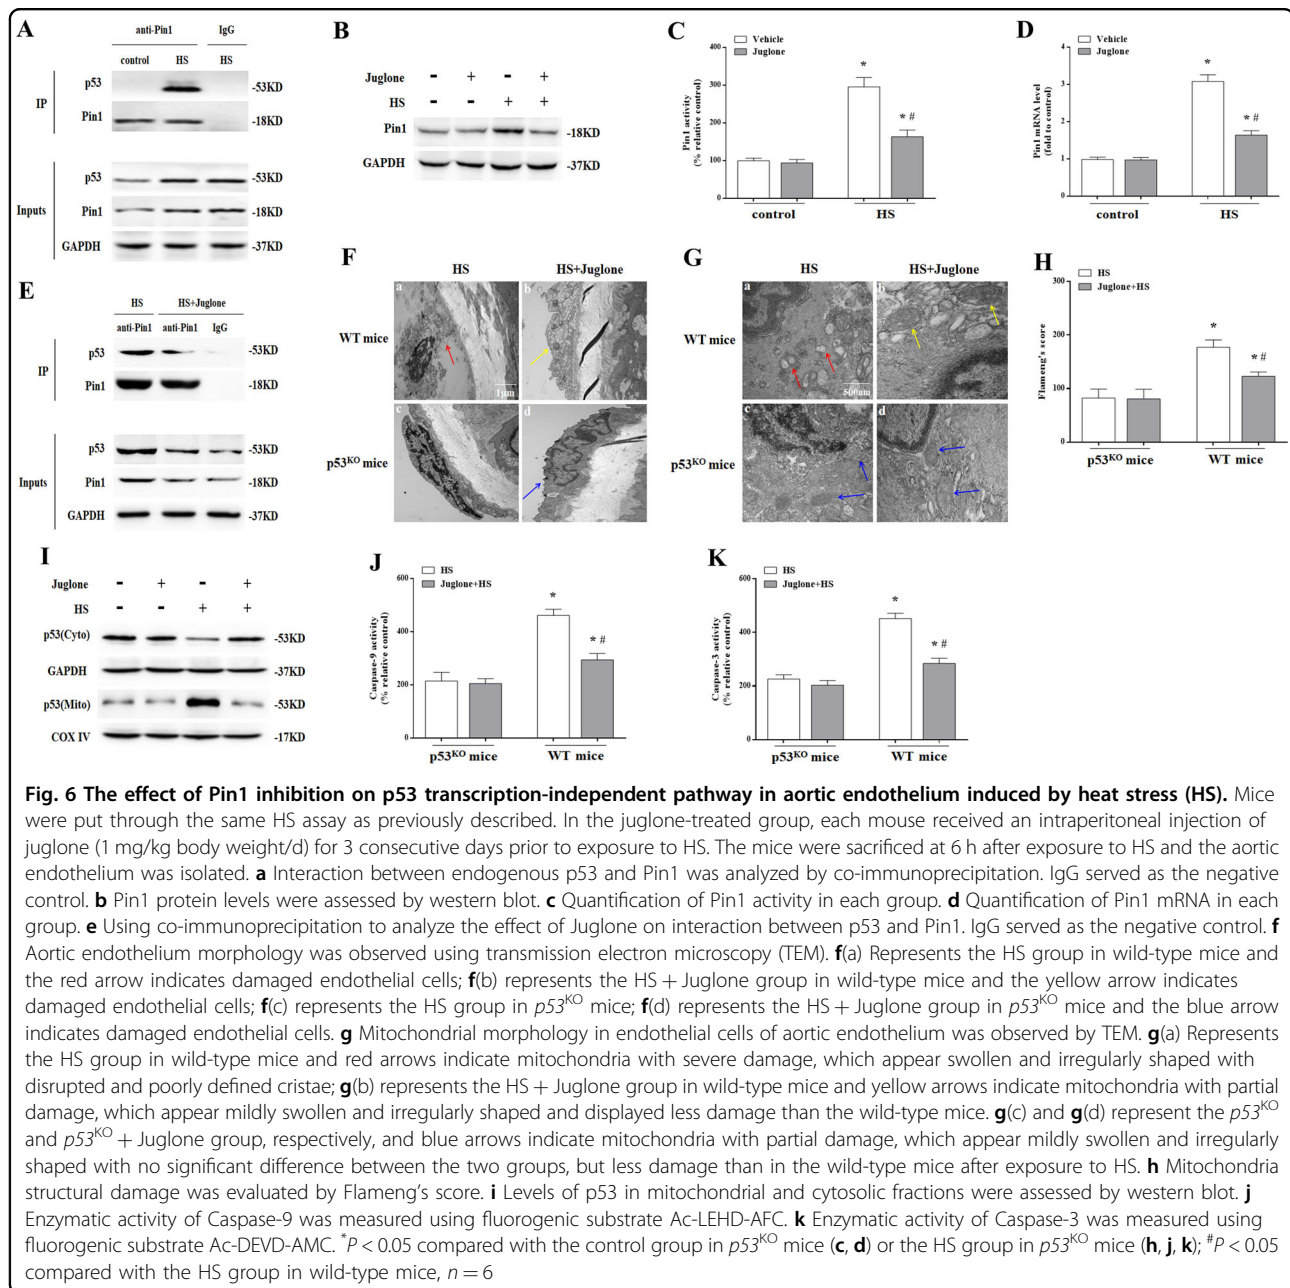 A
anti-Pin1 IgG
control HS HS
IP
p53 -53KD
Pin1 -18KD
Inputs
p53 -53KD
Pin1 -18KD
GAPDH -37KD
B
Juglone - + - +
HS - - + +
Pin1 -18KD
GAPDH -37KD
C
Vehicle
Juglone
Pin1 activity
(% relative control)
400
300
200
100
0
*
* #
control HS
D
Vehicle
Juglone
Pin1 mRNA level
(fold to control)
4
3
2
1
0
*
* #
control HS
E
HS HS+Juglone
anti-Pin1 anti-Pin1 IgG
IP
p53 -53KD
Pin1 -18KD
Inputs
p53 -53KD
Pin1 -18KD
GAPDH -37KD
F
HS HS+Juglone
WT mice
p53KO mice
a b
1μm
c d
G
HS HS+Juglone
WT mice
p53KO mice
a b
500nm
c d
H
HS
Juglone+HS
Flameng's score
300
200
100
0
*
* #
p53KO mice WT mice
I
Juglone - + - +
HS - - + +
p53(Cyto) -53KD
GAPDH -37KD
p53(Mito) -53KD
COX IV -17KD
J
HS
Juglone+HS
Caspase-9 activity
(% relative control)
600
400
200
0
*
* #
p53KO mice WT mice
K
HS
Juglone+HS
Caspase-3 activity
(% relative control)
600
400
200
0
*
* #
p53KO mice WT mice
Fig. 6 The effect of Pin1 inhibition on p53 transcription-independent pathway in aortic endothelium induced by heat stress (HS). Mice
were put through the same HS assay as previously described. In the juglone-treated group, each mouse received an intraperitoneal injection of
juglone (1 mg/kg body weight/d) for 3 consecutive days prior to exposure to HS. The mice were sacrificed at 6 h after exposure to HS and the aortic
endothelium was isolated. a Interaction between endogenous p53 and Pin1 was analyzed by co-immunoprecipitation. IgG served as the negative
control. b Pin1 protein levels were assessed by western blot. c Quantification of Pin1 activity in each group. d Quantification of Pin1 mRNA in each
group. e Using co-immunoprecipitation to analyze the effect of Juglone on interaction between p53 and Pin1. IgG served as the negative control. f
Aortic endothelium morphology was observed using transmission electron microscopy (TEM). f(a) Represents the HS group in wild-type mice and
the red arrow indicates damaged endothelial cells; f(b) represents the HS + Juglone group in wild-type mice and the yellow arrow indicates
damaged endothelial cells; f(c) represents the HS group in p53KO mice; f(d) represents the HS + Juglone group in p53KO mice and the blue arrow
indicates damaged endothelial cells. g Mitochondrial morphology in endothelial cells of aortic endothelium was observed by TEM. g(a) Represents
the HS group in wild-type mice and red arrows indicate mitochondria with severe damage, which appear swollen and irregularly shaped with
disrupted and poorly defined cristae; g(b) represents the HS + Juglone group in wild-type mice and yellow arrows indicate mitochondria with partial
damage, which appear mildly swollen and irregularly shaped and displayed less damage than the wild-type mice. g(c) and g(d) represent the p53KO
and p53KO + Juglone group, respectively, and blue arrows indicate mitochondria with partial damage, which appear mildly swollen and irregularly
shaped with no significant difference between the two groups, but less damage than in the wild-type mice after exposure to HS. h Mitochondria
structural damage was evaluated by Flameng's score. i Levels of p53 in mitochondrial and cytosolic fractions were assessed by western blot. j
Enzymatic activity of Caspase-9 was measured using fluorogenic substrate Ac-LEHD-AFC. k Enzymatic activity of Caspase-3 was measured using
fluorogenic substrate Ac-DEVD-AMC. *P < 0.05 compared with the control group in p53KO mice (c, d) or the HS group in p53KO mice (h, j, k); #P < 0.05
compared with the HS group in wild-type mice, n = 6